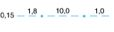 0,15 — 1,8 • — 10,0 — • — 1,0 —